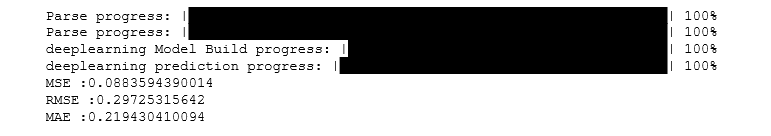 Parse progress: |████████████████████████████████████████| 100%
Parse progress: |████████████████████████████████████████| 100%
deeplearning Model Build progress: |███████████████████████████| 100%
deeplearning prediction progress: |████████████████████████████| 100%
MSE :0.0883594390014
RMSE :0.29725315642
MAE :0.219430410094